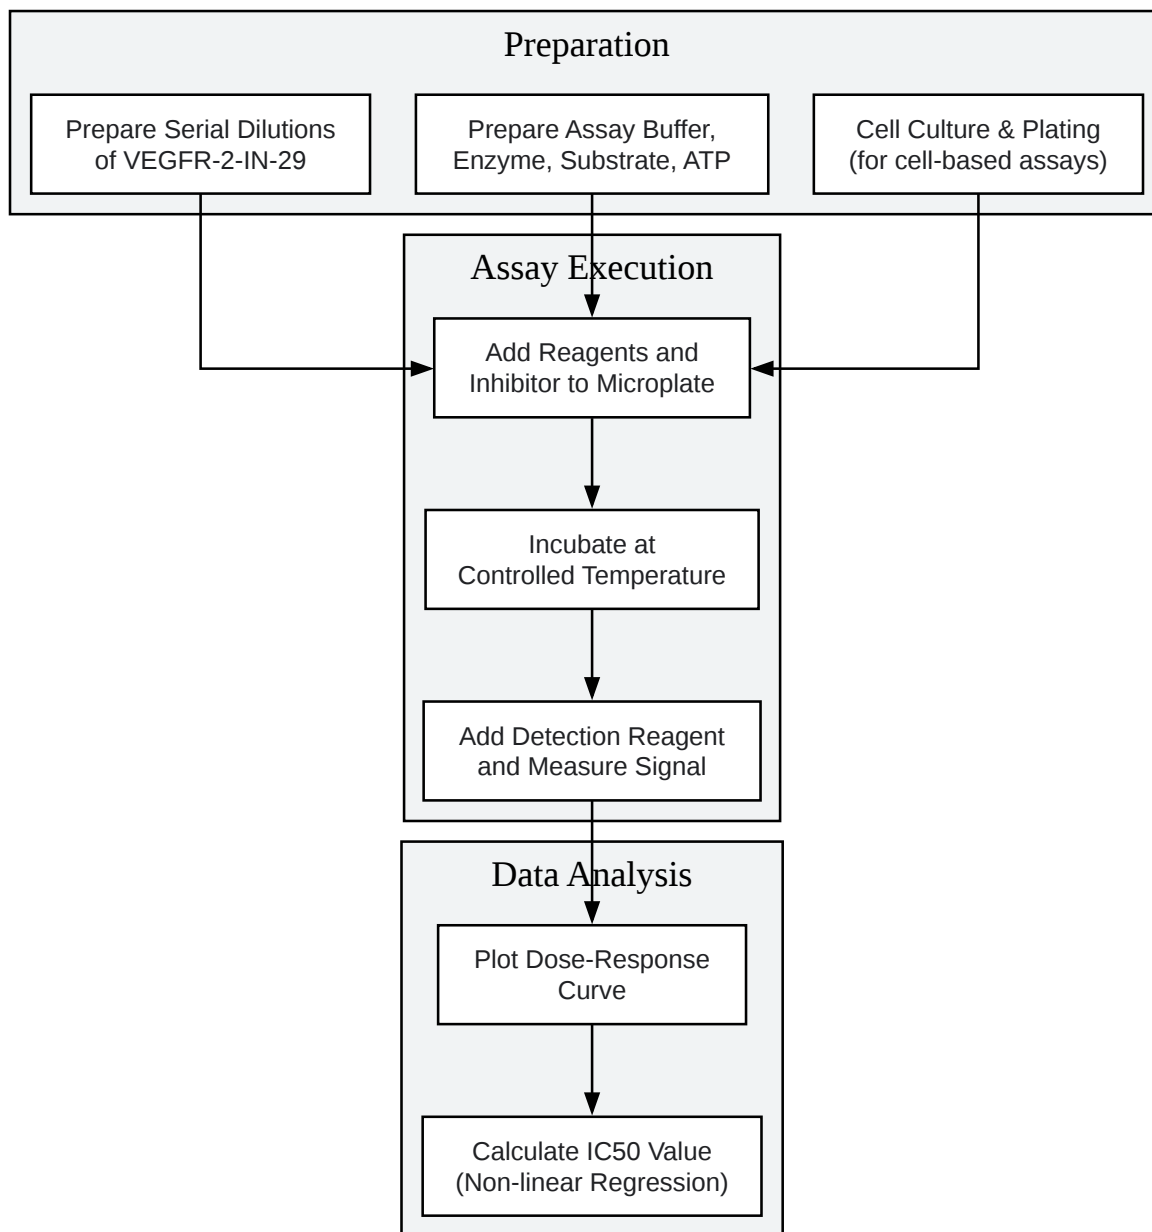 Preparation
Prepare Serial Dilutions
of VEGFR-2-IN-29
Prepare Assay Buffer,
Enzyme, Substrate, ATP
Cell Culture & Plating
(for cell-based assays)
Assay Execution
Add Reagents and
Inhibitor to Microplate
Incubate at
Controlled Temperature
Add Detection Reagent
and Measure Signal
Data Analysis
Plot Dose-Response
Curve
Calculate IC50 Value
(Non-linear Regression)